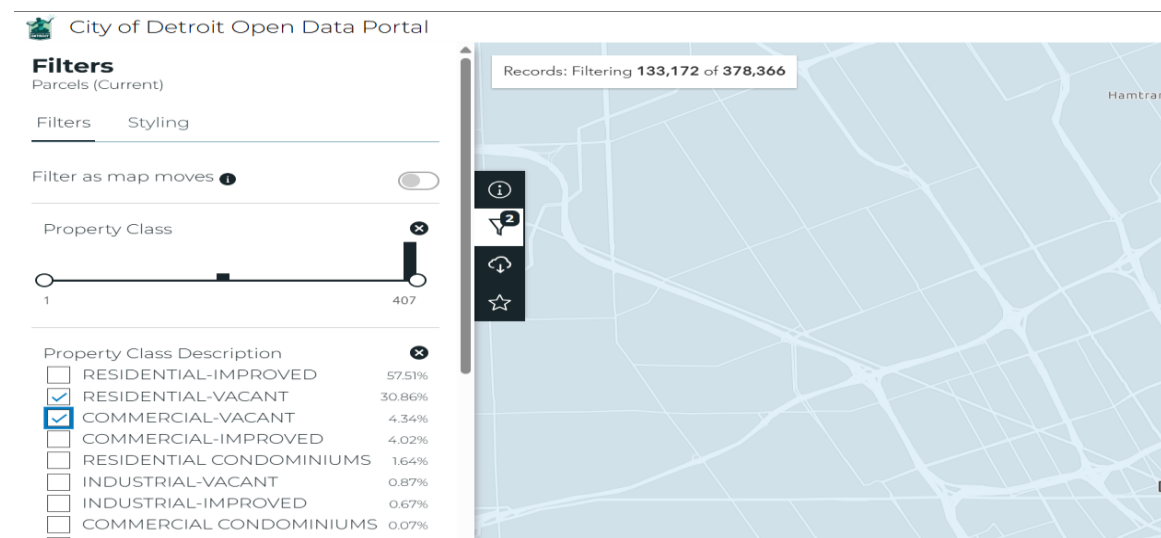 City of Detroit Open Data Portal
Filters
Parcels (Current)
Filters Styling
Filter as map moves
Property Class
1 407
Property Class Description
RESIDENTIAL-IMPROVED 57.51%
RESIDENTIAL-VACANT 30.86%
COMMERCIAL-VACANT 4.34%
COMMERCIAL-IMPROVED 4.02%
RESIDENTIAL CONDOMINIUMS 1.64%
INDUSTRIAL-VACANT 0.87%
INDUSTRIAL-IMPROVED 0.67%
COMMERCIAL CONDOMINIUMS 0.07%
2
Records: Filtering 133,172 of 378,366
Hamtra